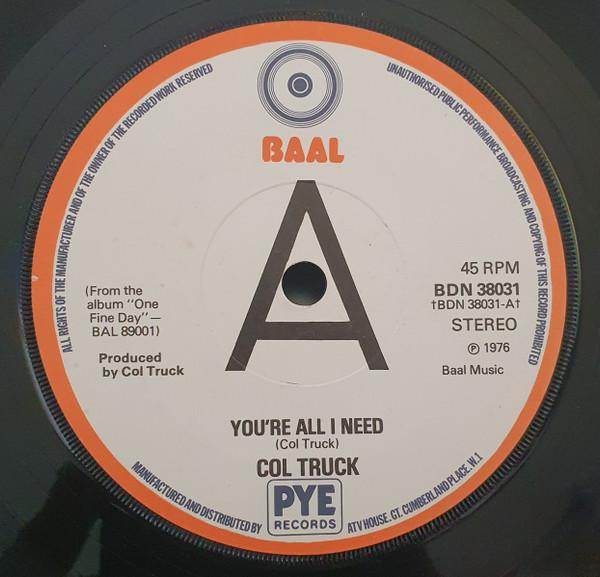 ALL RIGHTS OF THE MANUFACTURER AND OF THE OWNER OF THE RECORDED WORK RESERVED
UNAUTHORISED PUBLIC PERFORMANCE BROADCASTING AND COPYING OF THIS RECORD PROHIBITED
BAAL
A
(From the
album "One
Fine Day"—
BAL 89001)
Produced
by Col Truck
45 RPM
BDN 38031
†BDN 38031-A†
STEREO
℗ 1976
Baal Music
YOU'RE ALL I NEED
(Col Truck)
COL TRUCK
MANUFACTURED AND DISTRIBUTED BY
PYE
RECORDS
ATV HOUSE. GT. CUMBERLAND PLACE. W.1